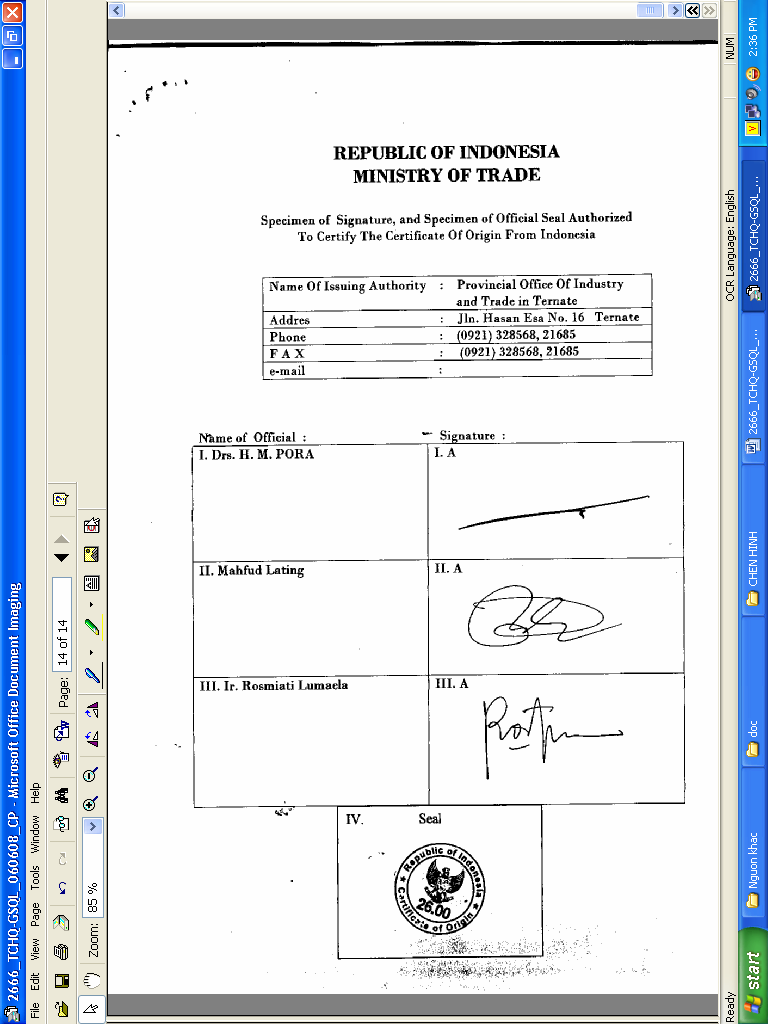 2666_TCHQ-GSQL_060608_CP - Microsoft Office Document Imaging
File Edit View Page Tools Window Help
Page: 14 of 14
Zoom: 85 %
REPUBLIC OF INDONESIA
MINISTRY OF TRADE
Specimen of Signature, and Specimen of Official Seal Authorized
To Certify The Certificate Of Origin From Indonesia
Name Of Issuing Authority : Provincial Office Of Industry
and Trade in Ternate
Addres : Jln. Hasan Esa No. 16 Ternate
Phone : (0921) 328568, 21685
F A X : (0921) 328568, 21685
e-mail :
Name of Official : Signature :
I. Drs. H. M. PORA I. A
II. Mahfud Lating II. A
III. Ir. Rosmiati Lumaela III. A
IV. Seal
Republic of Indonesia
26.00
Certificate of Origin
Ready
OCR Language: English
NUM
start
Nguon khac
doc
CHEN HINH
2666_TCHQ-GSQL_...
2666_TCHQ-GSQL_...
2:36 PM